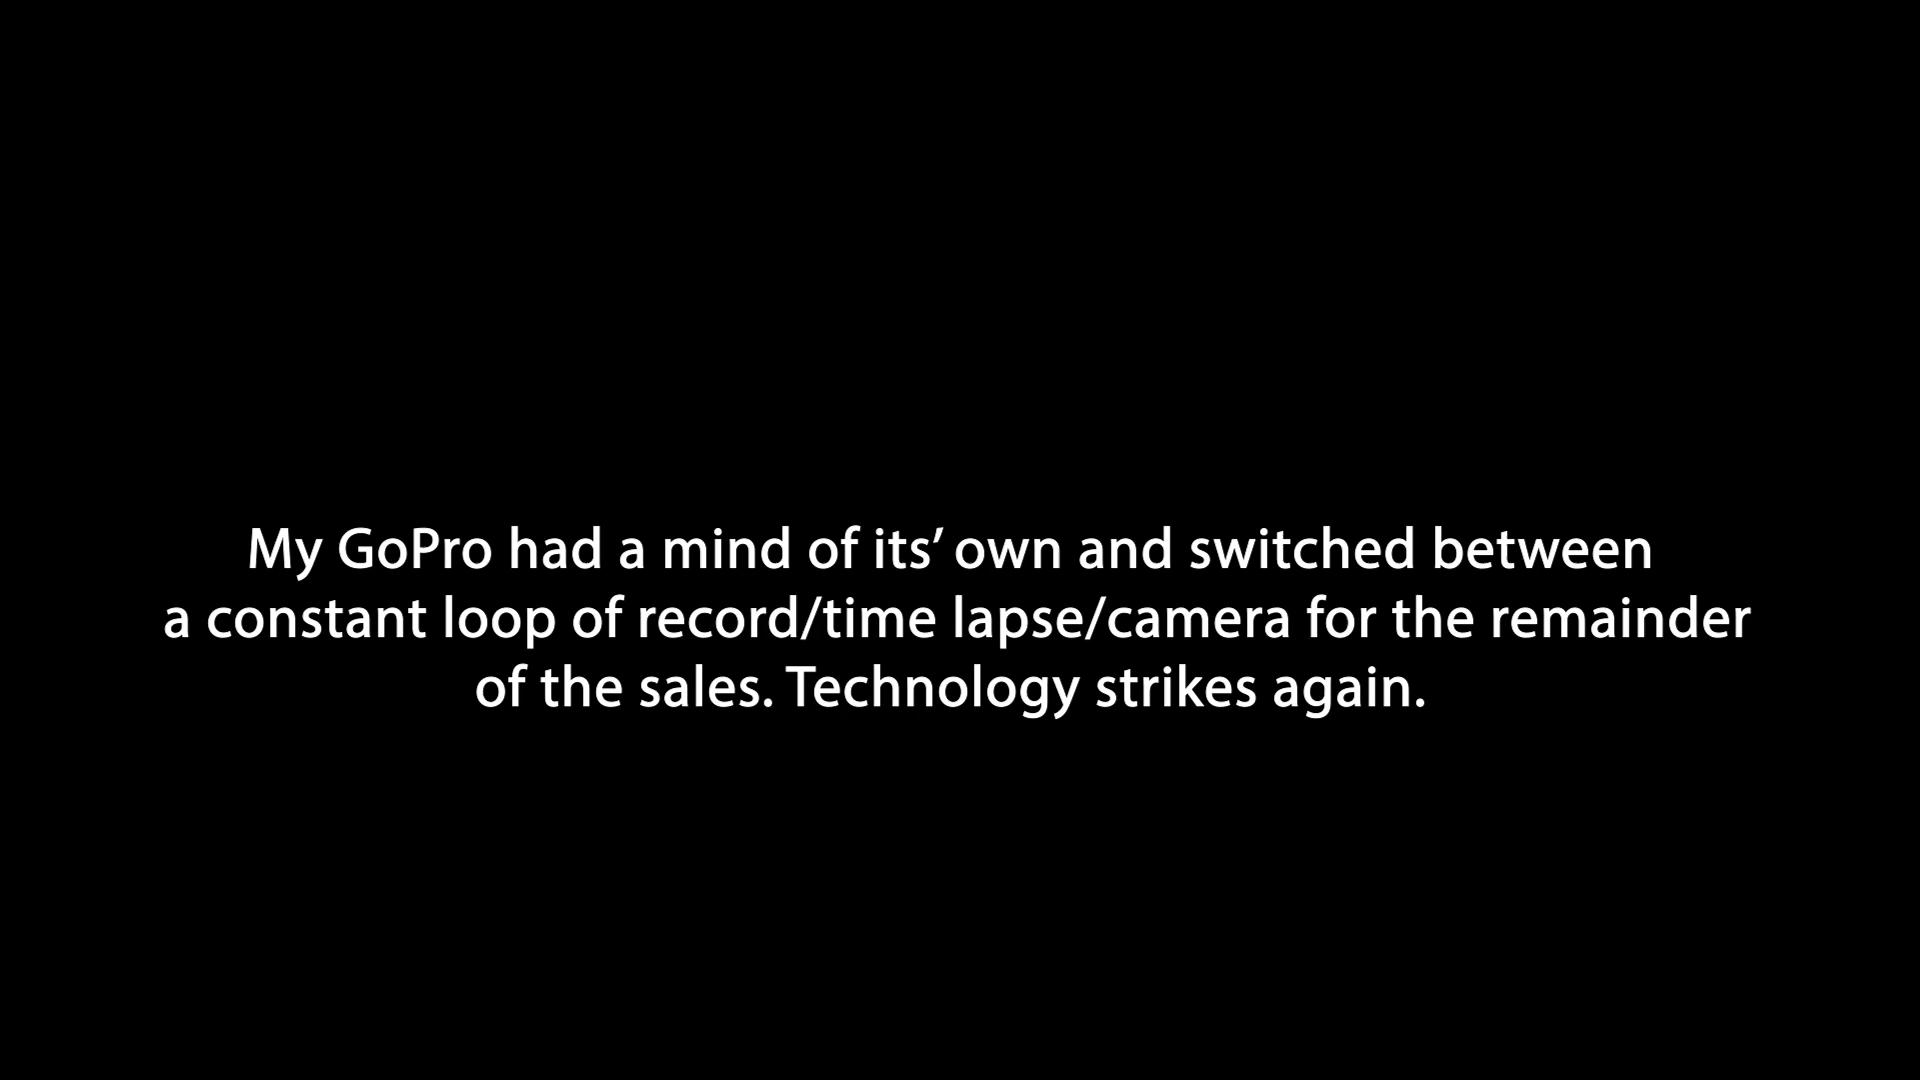 My GoPro had a mind of its’ own and switched between
a constant loop of record/time lapse/camera for the remainder
of the sales. Technology strikes again.